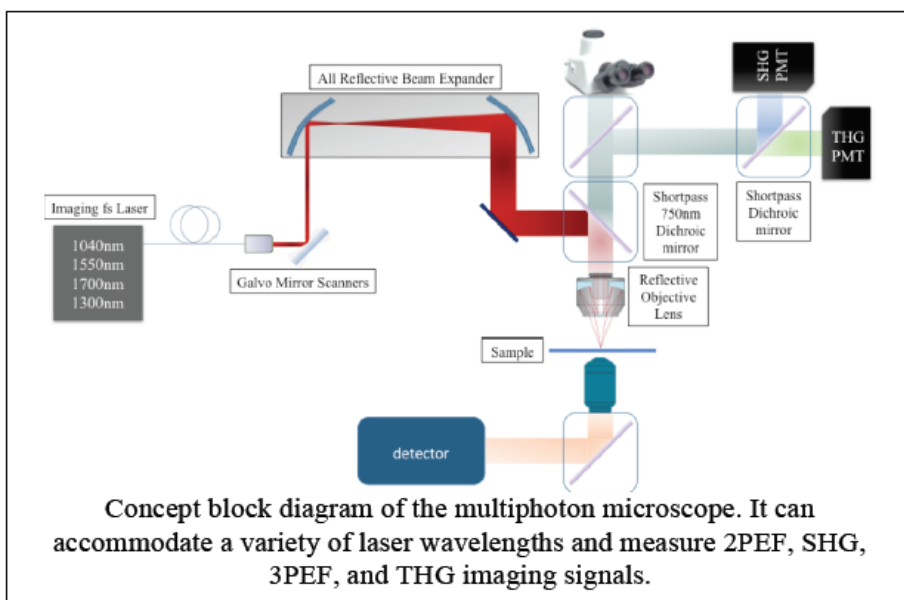 All Reflective Beam Expander
SHG
PMT
THG
PMT
Imaging fs Laser
1040nm
1550nm
1700nm
1300nm
Galvo Mirror Scanners
Shortpass
750nm
Dichroic
mirror
Shortpass
Dichroic
mirror
Reflective
Objective
Lens
Sample
detector
Concept block diagram of the multiphoton microscope. It can
accommodate a variety of laser wavelengths and measure 2PEF, SHG,
3PEF, and THG imaging signals.